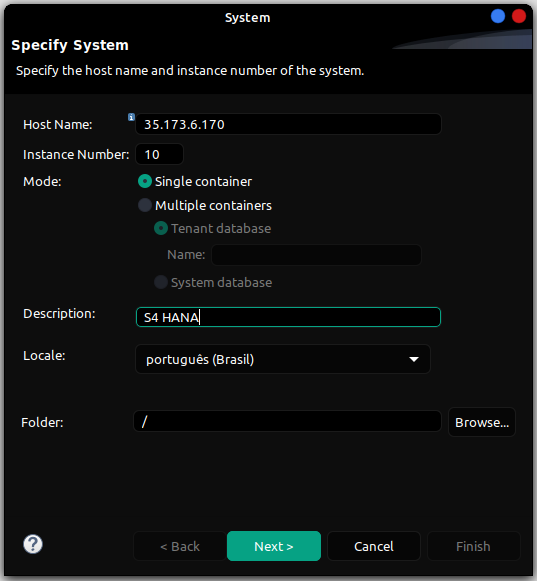 System
Specify System
Specify the host name and instance number of the system.
Host Name: 35.173.6.170
Instance Number: 10
Mode: Single container
Multiple containers
Tenant database
Name:
System database
Description: S4 HANA
Locale: português (Brasil)
Folder: / Browse...
? < Back Next > Cancel Finish